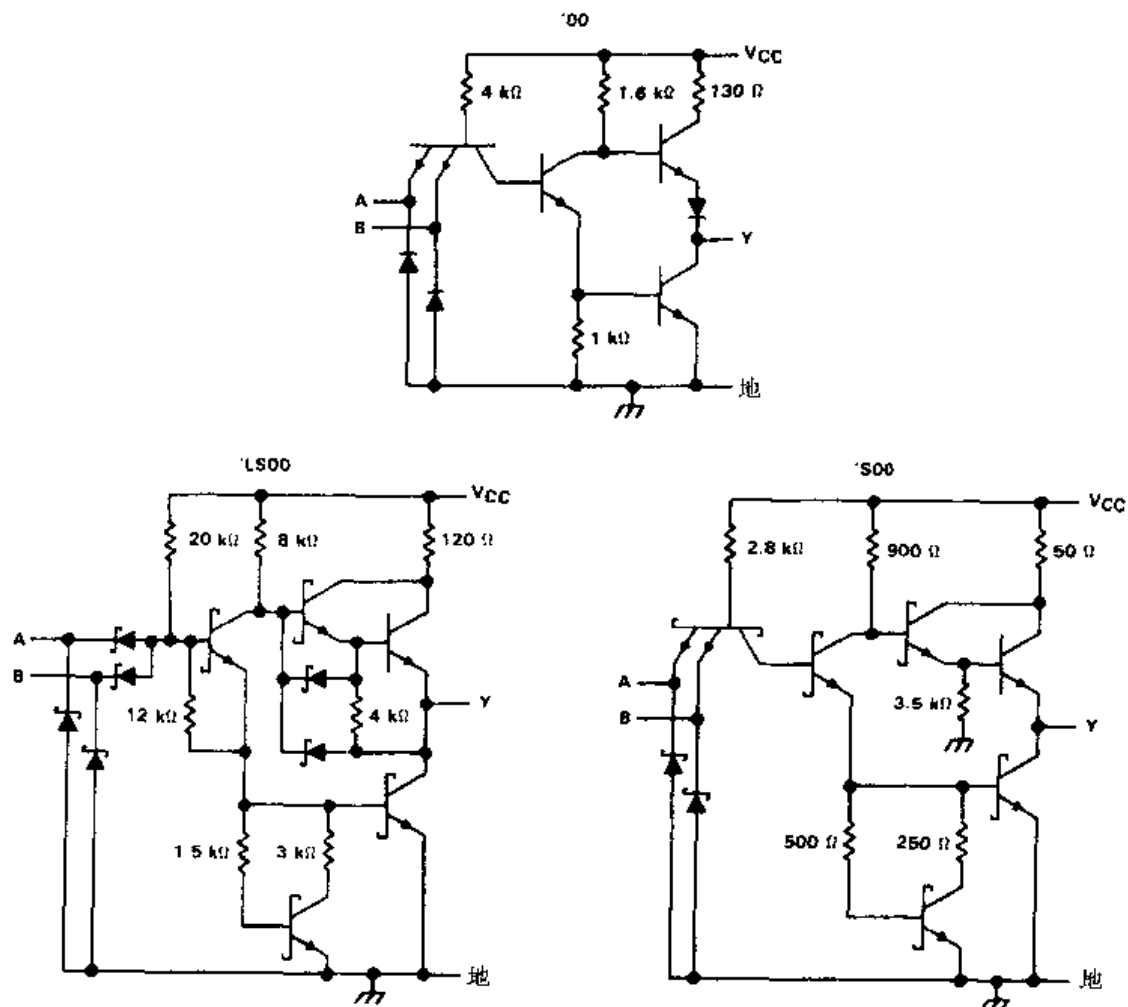 '00
VCC
4 kΩ
1.6 kΩ
130 Ω
A
B
Y
1 kΩ
地
'LS00
VCC
20 kΩ
8 kΩ
120 Ω
A
B
12 kΩ
4 kΩ
Y
1.5 kΩ
3 kΩ
地
'S00
VCC
2.8 kΩ
900 Ω
50 Ω
A
B
3.5 kΩ
Y
500 Ω
250 Ω
地